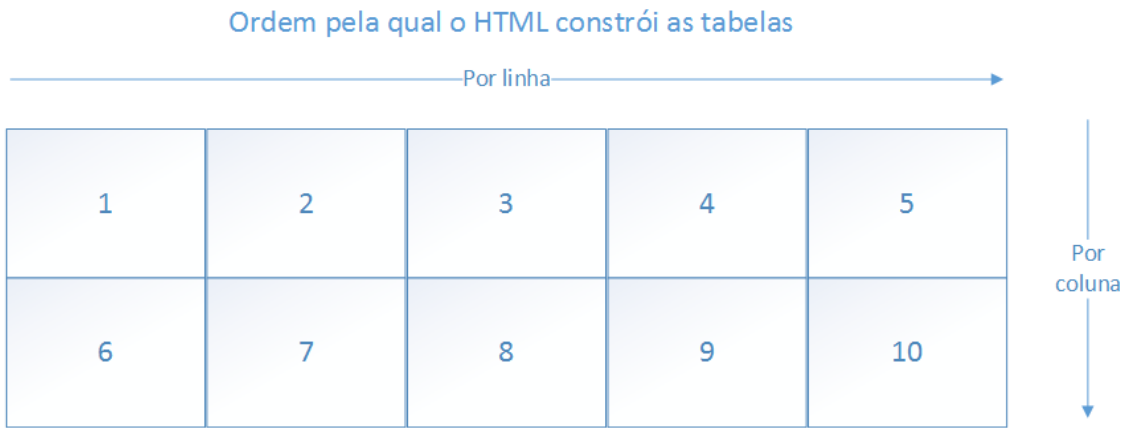 Ordem pela qual o HTML constrói as tabelas
Por linha
1 2 3 4 5
6 7 8 9 10
Por
coluna